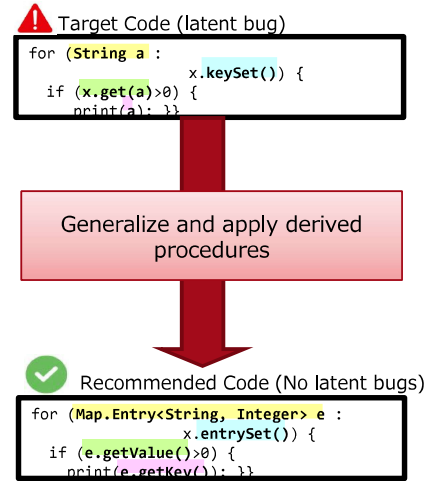 Target Code (latent bug)
for (String a :
x.keySet()) {
if (x.get(a)>0) {
print(a); }}
Generalize and apply derived
procedures
Recommended Code (No latent bugs)
for (Map.Entry<String, Integer> e :
x.entrySet()) {
if (e.getValue()>0) {
print(e.getKey()); }}